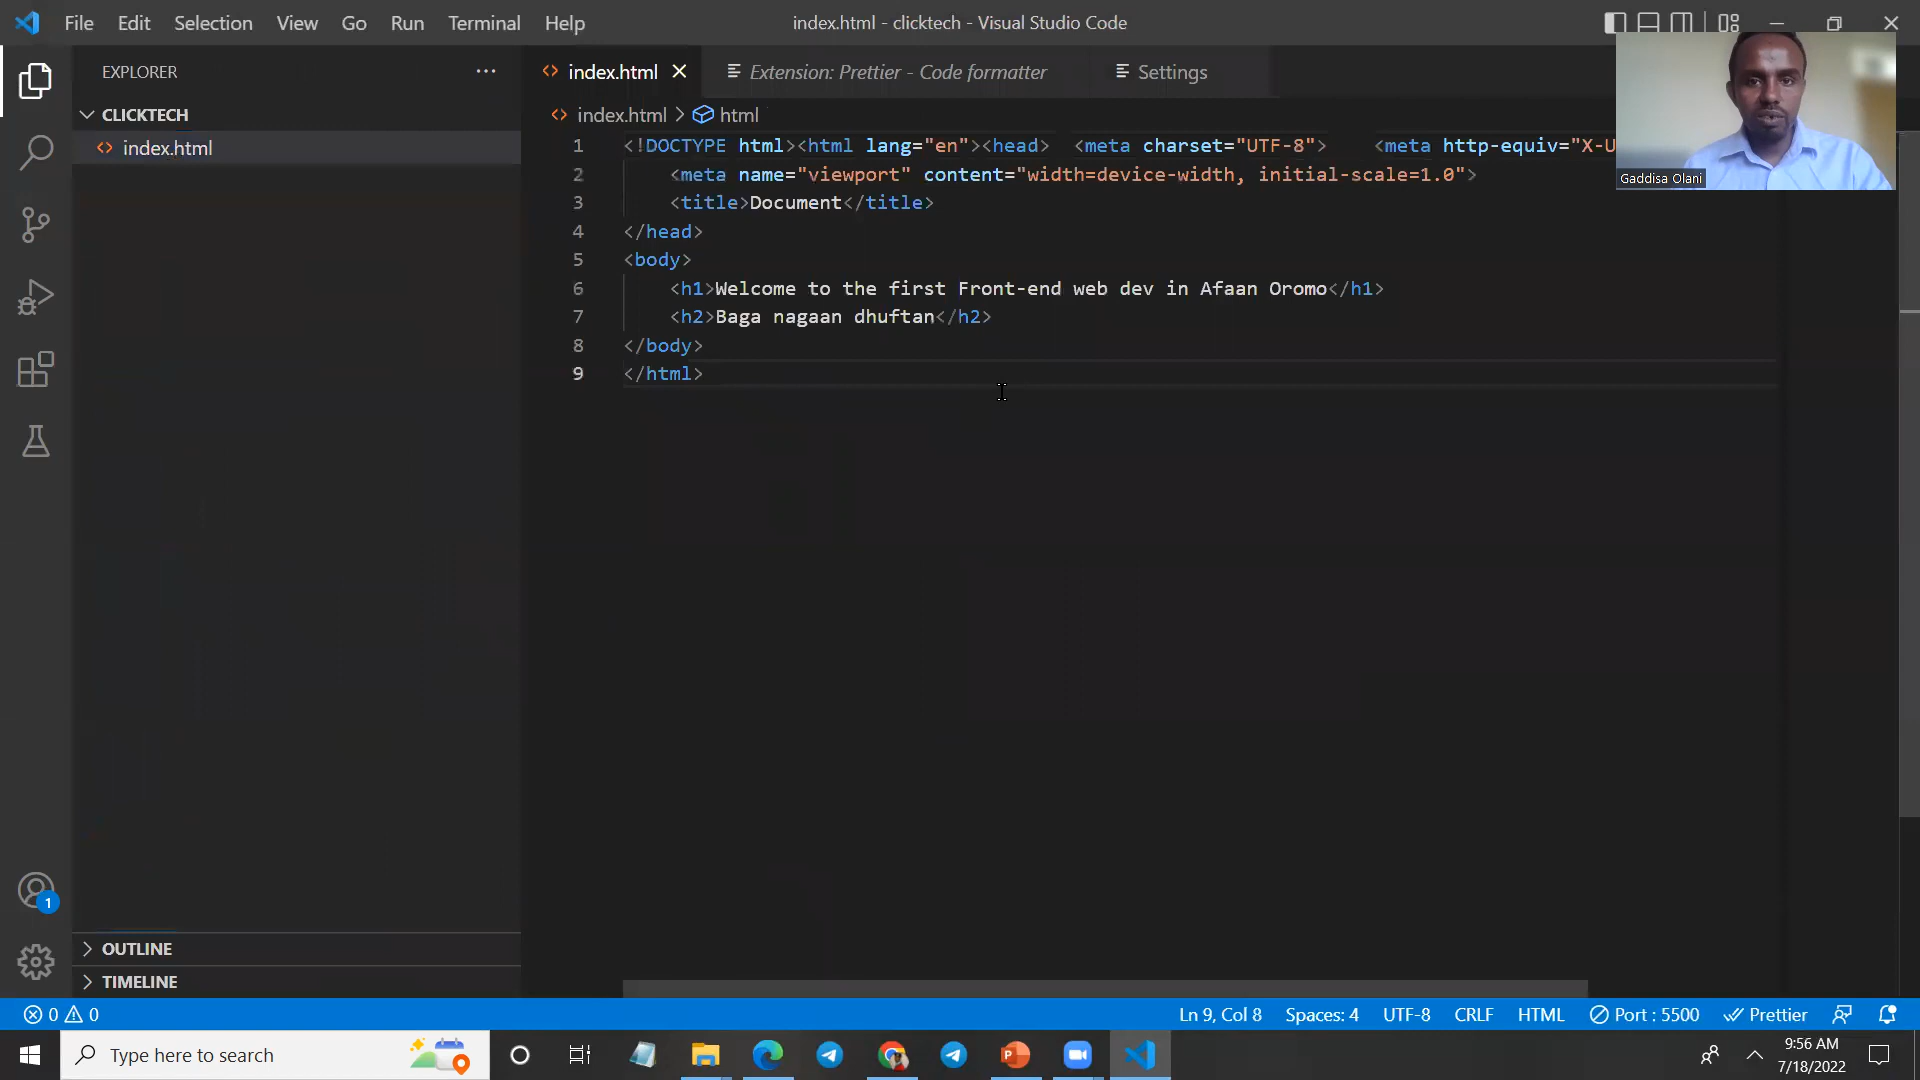 File Edit Selection View Go Run Terminal Help
index.html - clicktech - Visual Studio Code
EXPLORER
index.html
Extension: Prettier - Code formatter
Settings
CLICKTECH
index.html
index.html > html
1 <!DOCTYPE html><html lang="en"><head> <meta charset="UTF-8"> <meta http-equiv="X-U
2 <meta name="viewport" content="width=device-width, initial-scale=1.0">
3 <title>Document</title>
4 </head>
5 <body>
6 <h1>Welcome to the first Front-end web dev in Afaan Oromo</h1>
7 <h2>Baga nagaan dhuftan</h2>
8 </body>
9 </html>
Gaddisa Olani
1
OUTLINE
TIMELINE
0 0
Ln 9, Col 8 Spaces: 4 UTF-8 CRLF HTML Port : 5500 Prettier
Type here to search
9:56 AM
7/18/2022